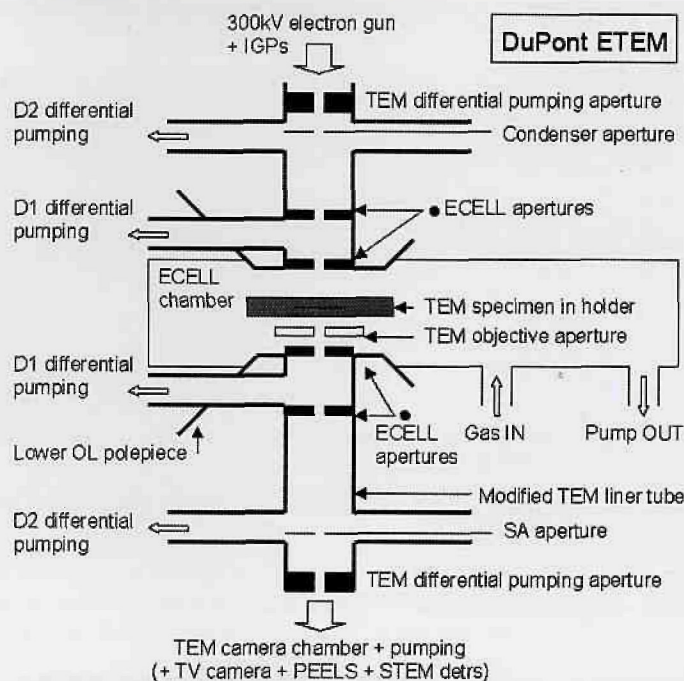 300kV electron gun
+ IGPs
DuPont ETEM
TEM differential pumping aperture
D2 differential
pumping
Condenser aperture
D1 differential
pumping
ECELL apertures
ECELL
chamber
TEM specimen in holder
TEM objective aperture
D1 differential
pumping
ECELL
apertures
Gas IN
Pump OUT
Lower OL polepiece
Modified TEM liner tube
D2 differential
pumping
SA aperture
TEM differential pumping aperture
TEM camera chamber + pumping
(+ TV camera + PEELS + STEM detrs)